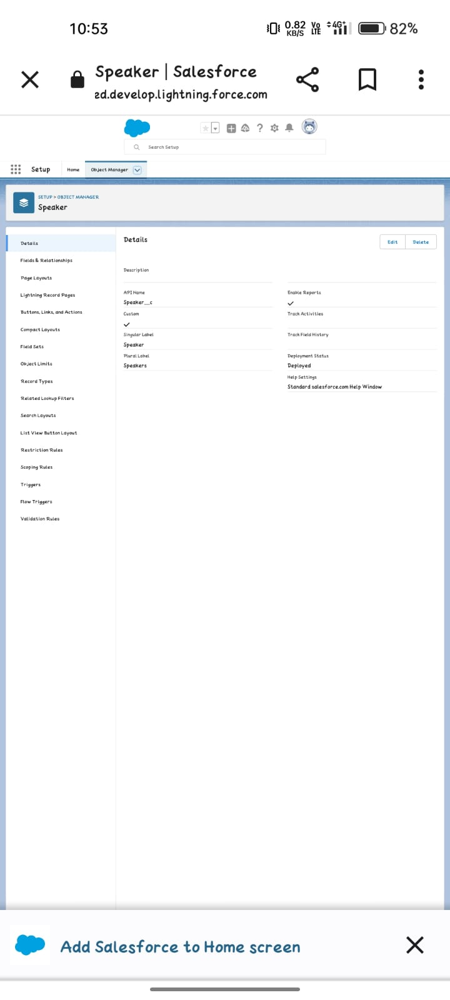 10:53
0.82 KB/S
Vo LTE
4G+
82%
Speaker | Salesforce
ed.develop.lightning.force.com
Search Setup
Setup
Home
Object Manager
SETUP > OBJECT MANAGER
Speaker
Details
Fields & Relationships
Page Layouts
Lightning Record Pages
Buttons, Links, and Actions
Compact Layouts
Field Sets
Object Limits
Record Types
Related Lookup Filters
Search Layouts
List View Button Layout
Restriction Rules
Scoping Rules
Triggers
Flow Triggers
Validation Rules
Details
Edit
Delete
Description
API Name
Speaker__c
Custom
Singular Label
Speaker
Plural Label
Speakers
Enable Reports
Track Activities
Track Field History
Deployment Status
Deployed
Help Settings
Standard salesforce.com Help Window
Add Salesforce to Home screen